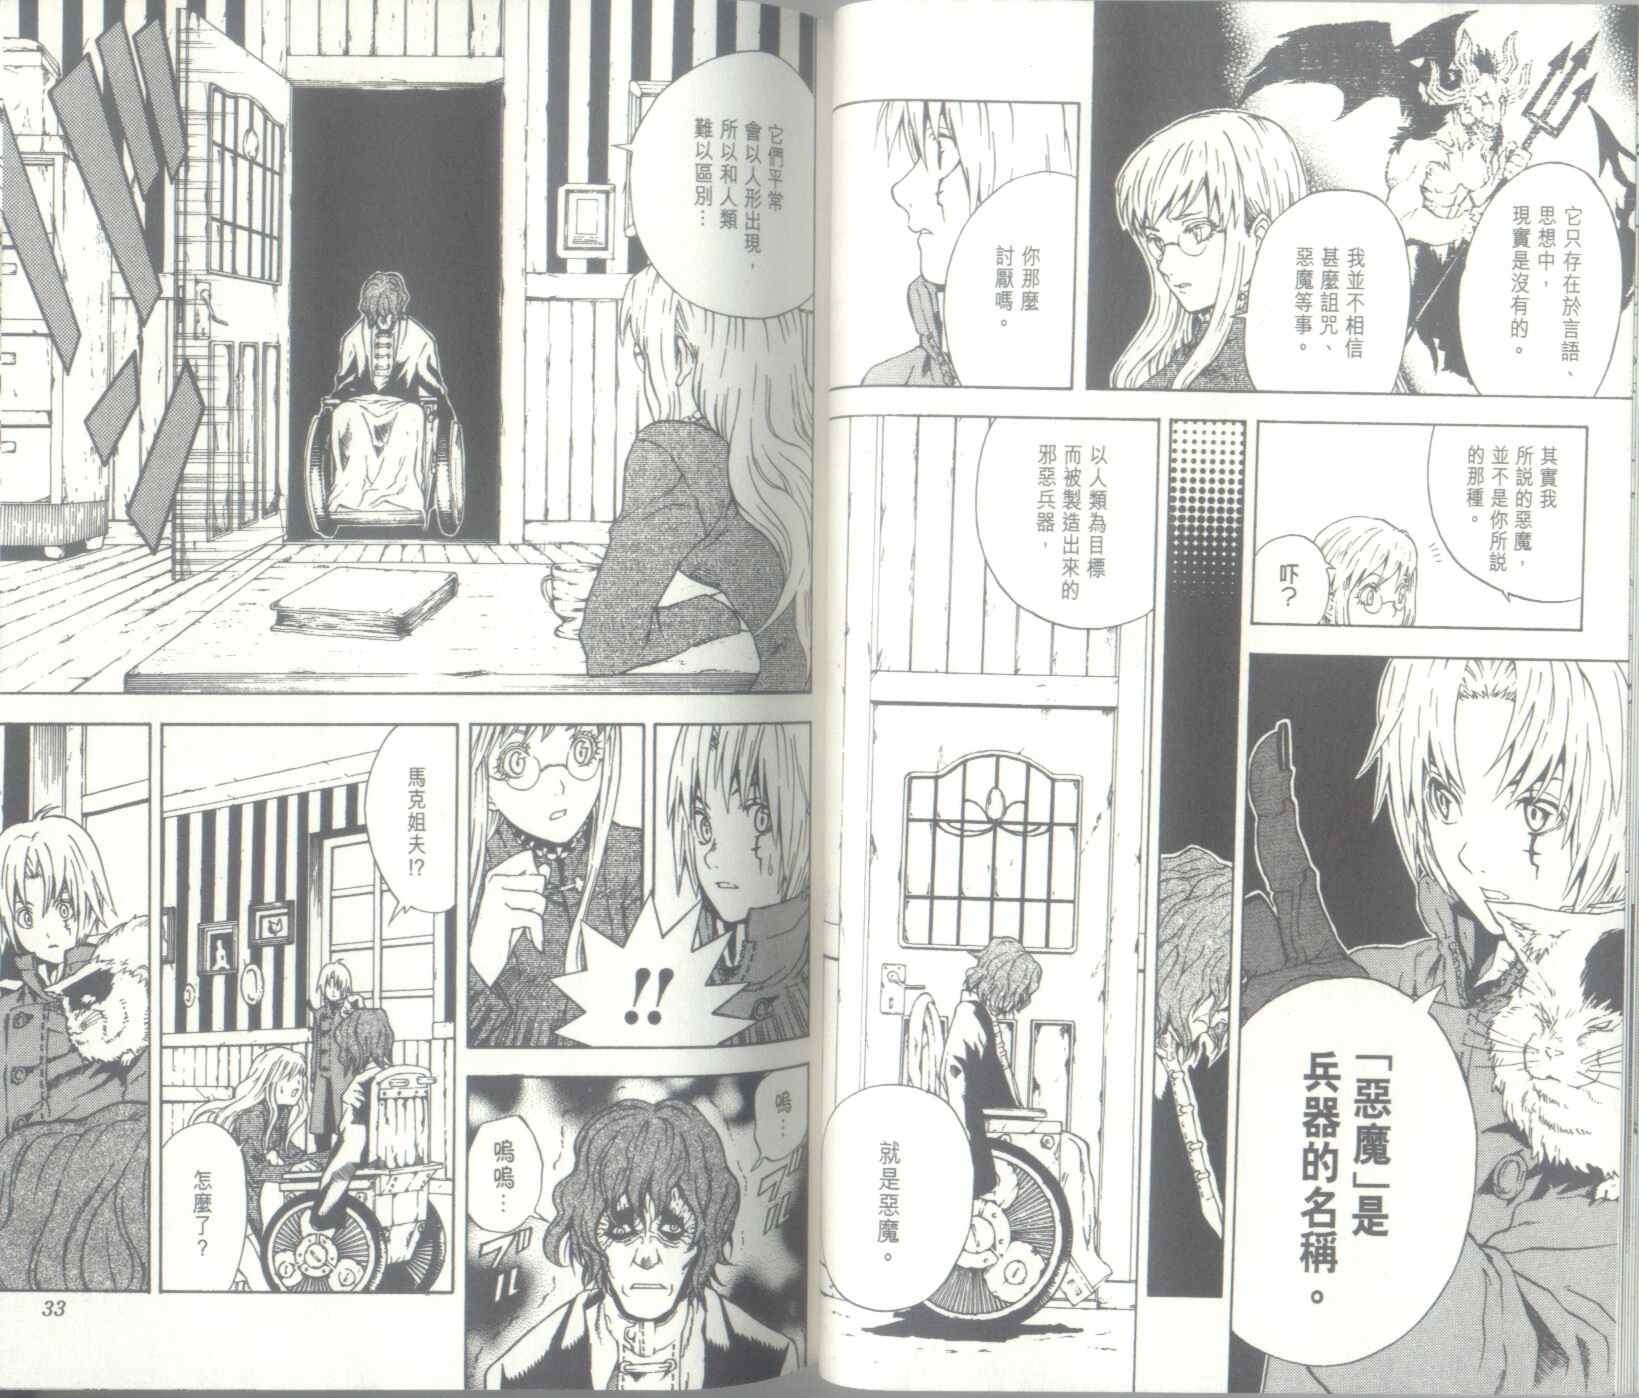 它只存在於言語、
思想中，
現實是沒有的。
我並不相信
甚麼詛咒、
惡魔等事。
你那麼
討厭嗎。
其實我
所說的惡魔，
並不是你所說
的那種。
吓？
「惡魔」是
兵器的名稱。
以人類為目標
而被製造出來的
邪惡兵器，
就是惡魔。
它們平常
會以人形出現，
所以和人類
難以區別…
!!
嗚…
嗚嗚…
ブル
ブル
馬克姐夫!?
怎麼了？
33